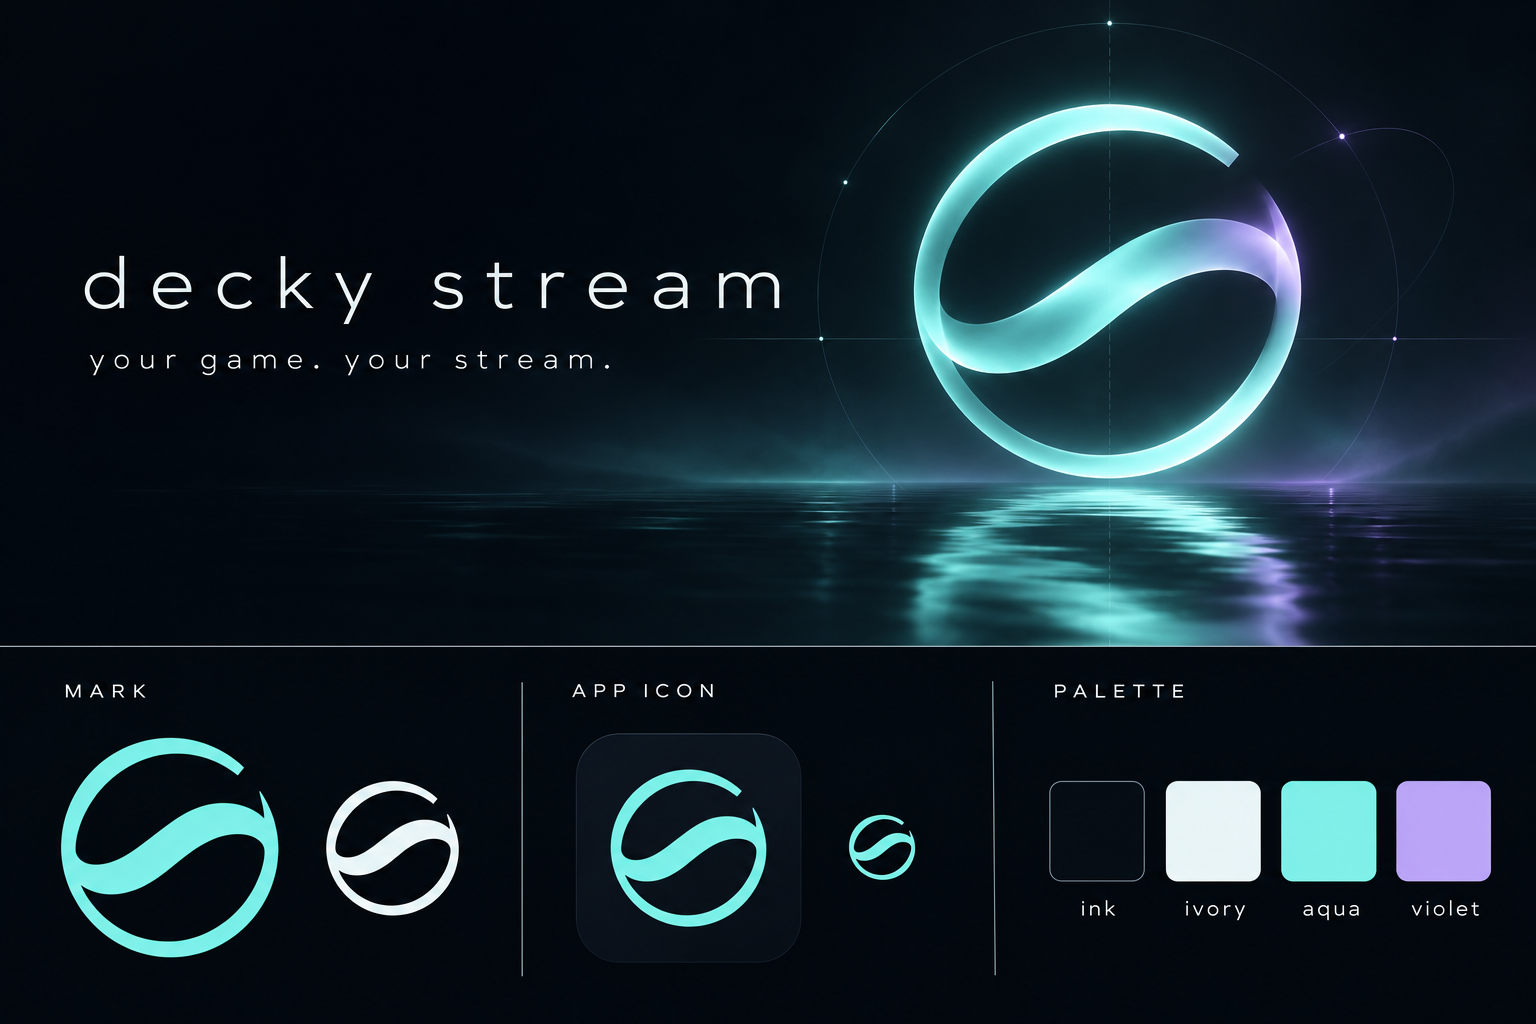 decky stream
your game. your stream.
MARK
APP ICON
PALETTE
ink
ivory
aqua
violet